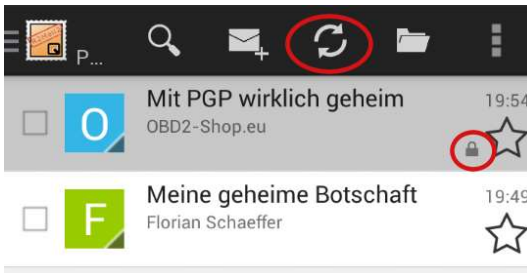 P...
Mit PGP wirklich geheim
19:54
O
OBD2-Shop.eu
Meine geheime Botschaft
19:49
F
Florian Schaeffer